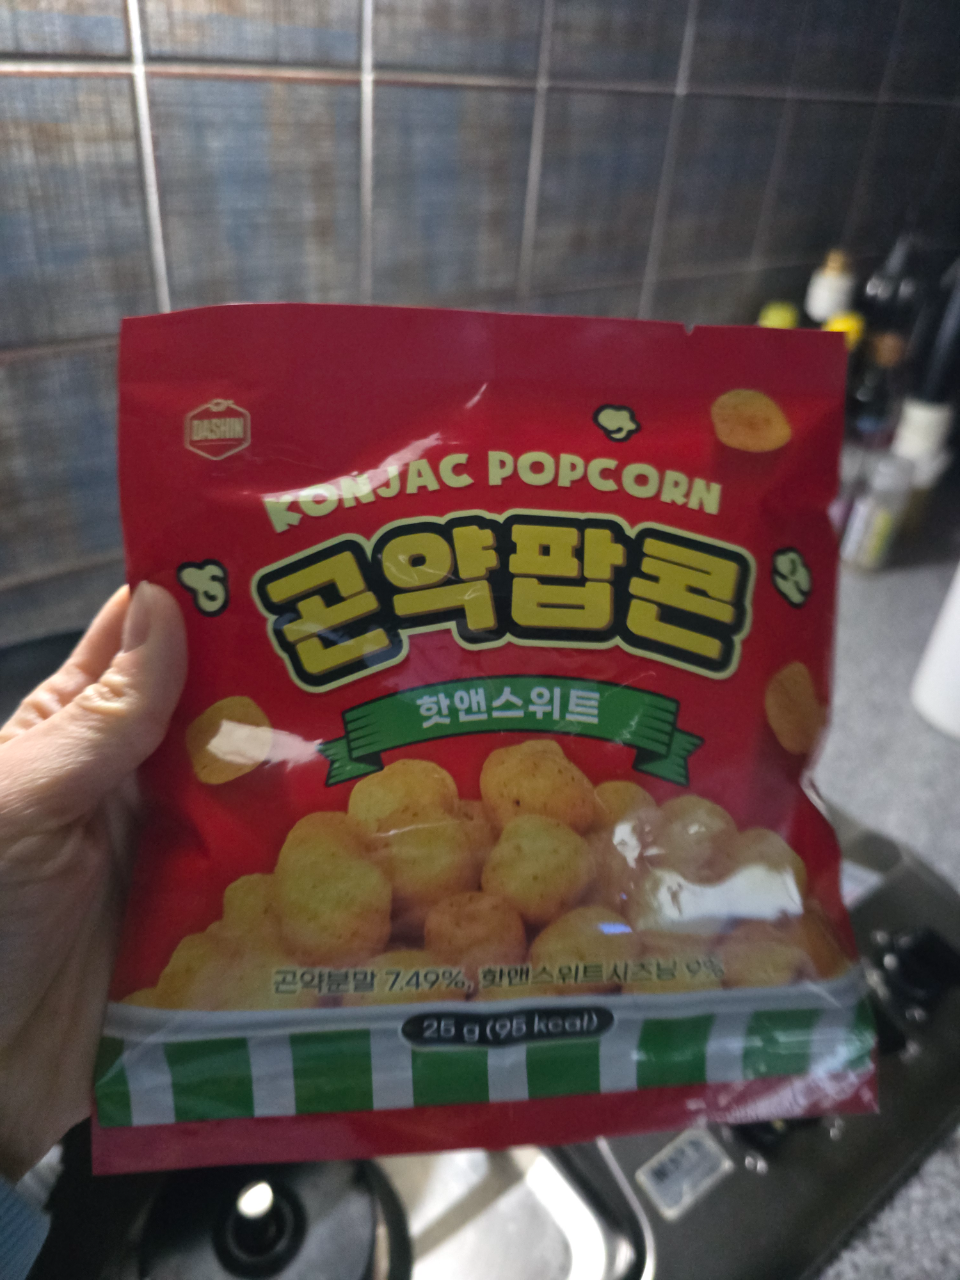 DASHIN
KONJAC POPCORN
곤약팝콘
핫앤스위트
곤약분말 7.49%, 핫앤스위트시즈닝
25 g (95 kcal)